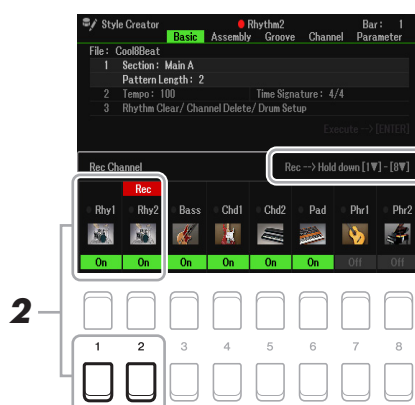 Style Creator Rhythm2 Bar: 1
Basic Assembly Groove Channel Parameter
File: Cool8Beat
1 Section: Main A
Pattern Length: 2
2 Tempo: 100 Time Signature: 4/4
3 Rhythm Clear/ Channel Delete/ Drum Setup
Execute --> [ENTER]
Rec Channel Rec --> Hold down [1▼] - [8▼]
Rec
Rhy1 Rhy2 Bass Chd1 Chd2 Pad Phr1 Phr2
On On On On On On Off Off
2
1 2 3 4 5 6 7 8